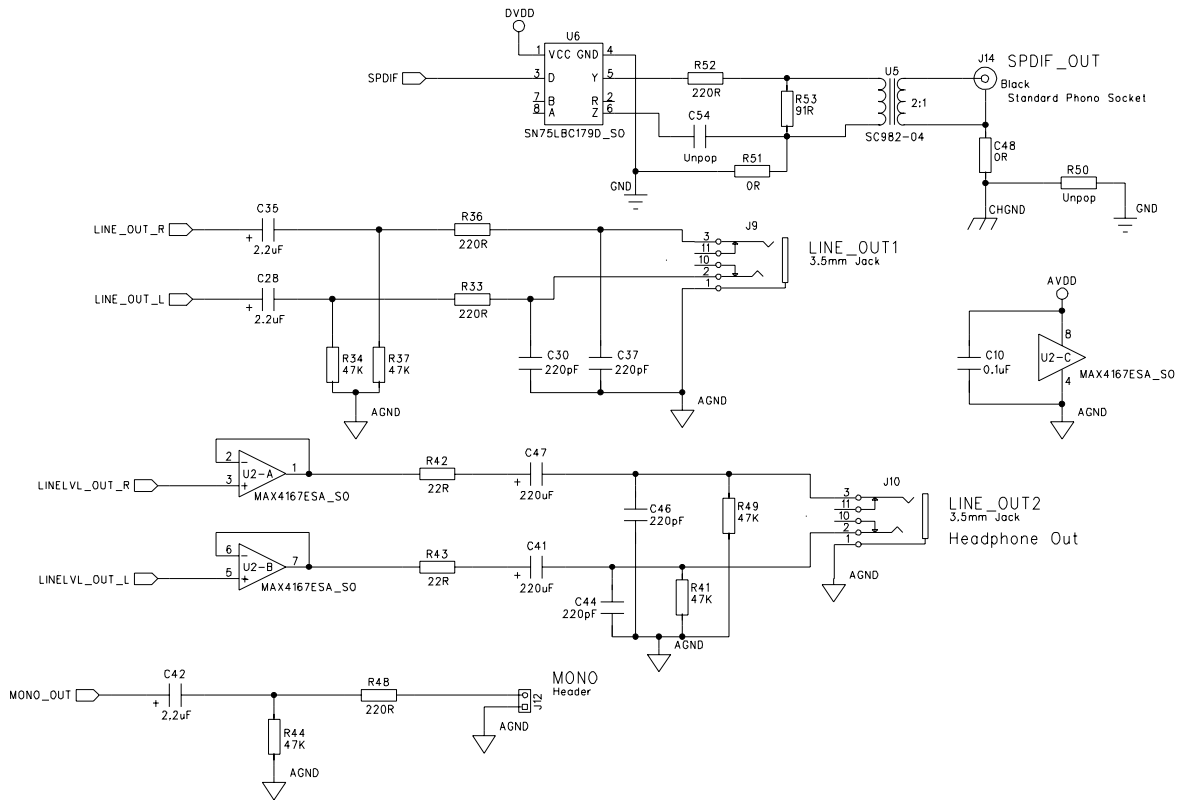 DVDD
U6
1 VCC GND 4
SPDIF 3 D Y 5
7 B R 2
8 A Z 6
SN75LBC179D_SO
R52
220R
R53
91R
C54
Unpop
R51
0R
GND
U5
2:1
SC982-04
J14
SPDIF_OUT
Black
Standard Phono Socket
C48
0R
R50
Unpop
CHGND
GND
LINE_OUT_R
C35
+
2.2uF
R36
220R
J9
3
11
10
2
1
LINE_OUT1
3.5mm Jack
LINE_OUT_L
C28
+
2.2uF
R33
220R
R34
47K
R37
47K
AGND
C30
220pF
C37
220pF
AGND
AVDD
8
C10
0.1uF
U2-C
4
MAX4167ESA_SO
AGND
LINELVL_OUT_R
2 -
U2-A
1
3 +
MAX4167ESA_SO
R42
22R
C47
+
220uF
C46
220pF
R49
47K
J10
3
11
10
2
1
LINE_OUT2
3.5mm Jack
Headphone Out
AGND
LINELVL_OUT_L
6 -
U2-B
7
5 +
MAX4167ESA_SO
R43
22R
C41
+
220uF
C44
220pF
R41
47K
AGND
MONO_OUT
C42
+
2.2uF
R48
220R
R44
47K
AGND
MONO
Header
J12
AGND